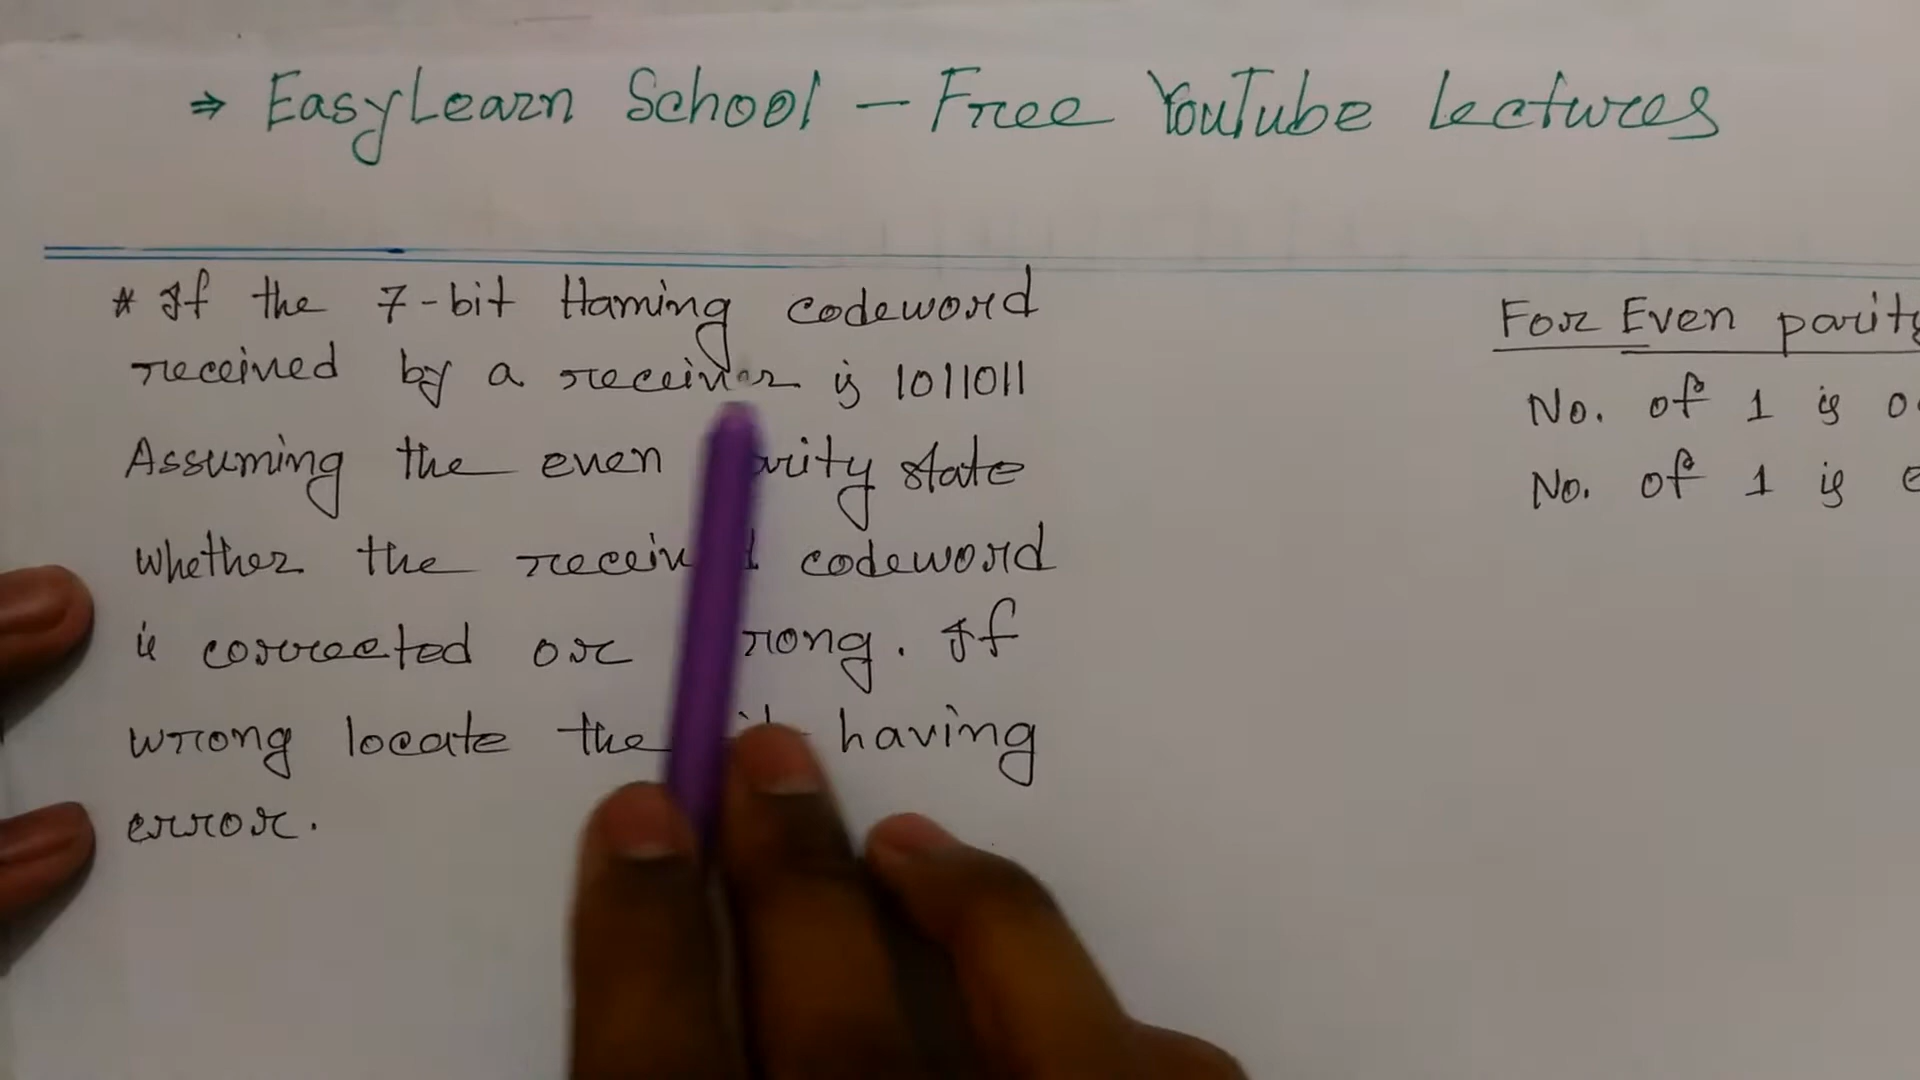 ⇒ EasyLearn School – Free YouTube Lectures
* If the 7-bit Haming codeword
received by a receiver is 1011011
Assuming the even state
whether the codeword
is corrected or . If
wrong locate the having
error.
For Even parity
No. of 1 is
No. of 1 is